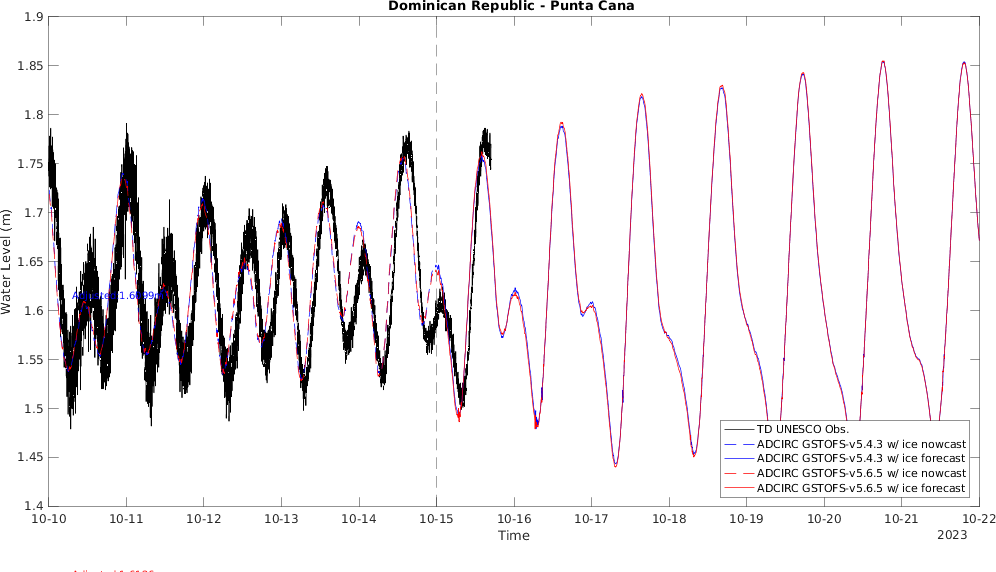 Dominican Republic - Punta Cana
1.9
1.85
1.8
1.75
1.7
1.65
1.6
1.55
1.5
1.45
1.4
Water Level (m)
TD UNESCO Obs.
ADCIRC GSTOFS-v5.4.3 w/ ice nowcast
ADCIRC GSTOFS-v5.4.3 w/ ice forecast
ADCIRC GSTOFS-v5.6.5 w/ ice nowcast
ADCIRC GSTOFS-v5.6.5 w/ ice forecast
10-10 10-11 10-12 10-13 10-14 10-15 10-16 10-17 10-18 10-19 10-20 10-21 10-22
Time
2023